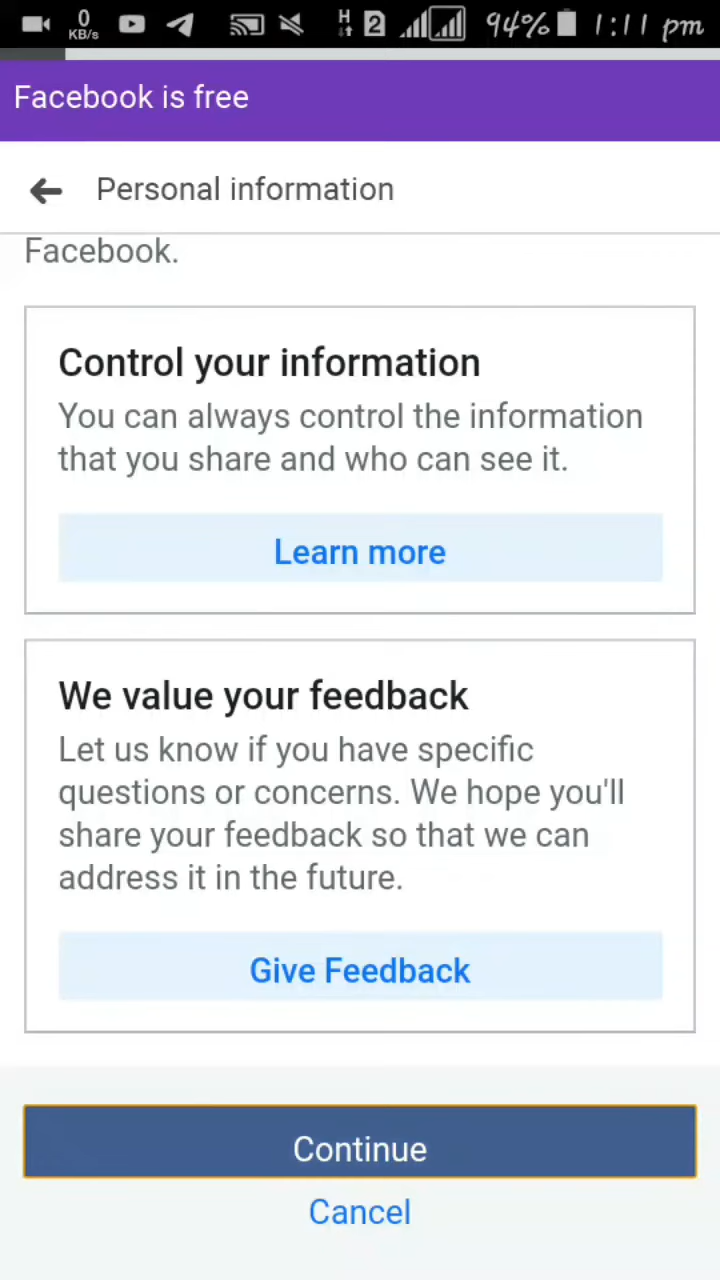 0 KB/s H 2 94% 1:11 pm
Facebook is free
Personal information
Facebook.
Control your information
You can always control the information
that you share and who can see it.
Learn more
We value your feedback
Let us know if you have specific
questions or concerns. We hope you'll
share your feedback so that we can
address it in the future.
Give Feedback
Continue
Cancel